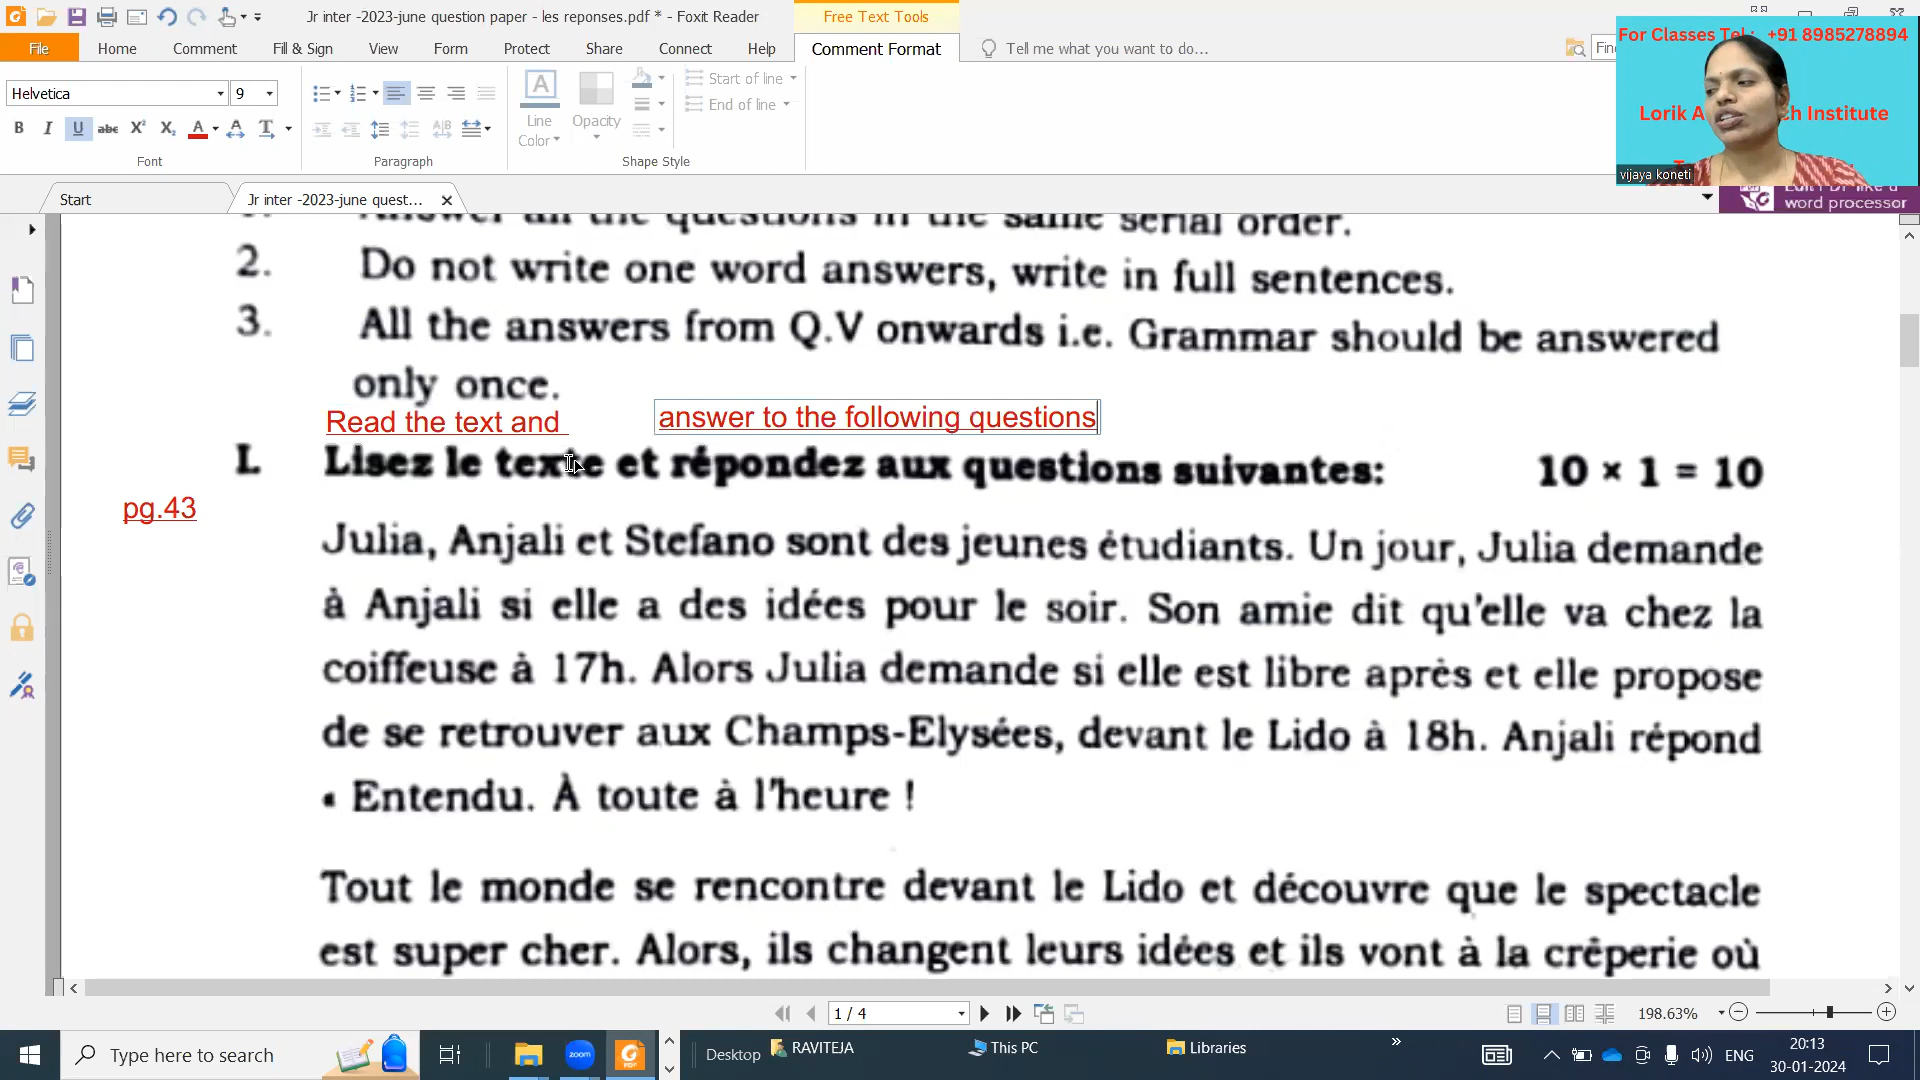 Jr inter -2023-june question paper - les reponses.pdf * - Foxit Reader
Free Text Tools
File Home Comment Fill & Sign View Form Protect Share Connect Help Comment Format Tell me what you want to do...
For Classes Tel : +91 8985278894
Helvetica 9
Start of line
End of line
Line Color
Opacity
Font Paragraph Shape Style
Institute
vijaya koneti
Start
Jr inter -2023-june quest...
word processor
Answer all the questions in the same serial order.
2. Do not write one word answers, write in full sentences.
3. All the answers from Q.V onwards i.e. Grammar should be answered
only once.
Read the text and answer to the following questions
I. Lisez le texte et répondez aux questions suivantes: 10 × 1 = 10
pg.43
Julia, Anjali et Stefano sont des jeunes étudiants. Un jour, Julia demande
à Anjali si elle a des idées pour le soir. Son amie dit qu'elle va chez la
coiffeuse à 17h. Alors Julia demande si elle est libre après et elle propose
de se retrouver aux Champs-Elysées, devant le Lido à 18h. Anjali répond
« Entendu. À toute à l'heure !
Tout le monde se rencontre devant le Lido et découvre que le spectacle
est super cher. Alors, ils changent leurs idées et ils vont à la crêperie où
1 / 4
198.63%
Type here to search
zoom
Desktop
RAVITEJA
This PC
Libraries
ENG
20:13
30-01-2024